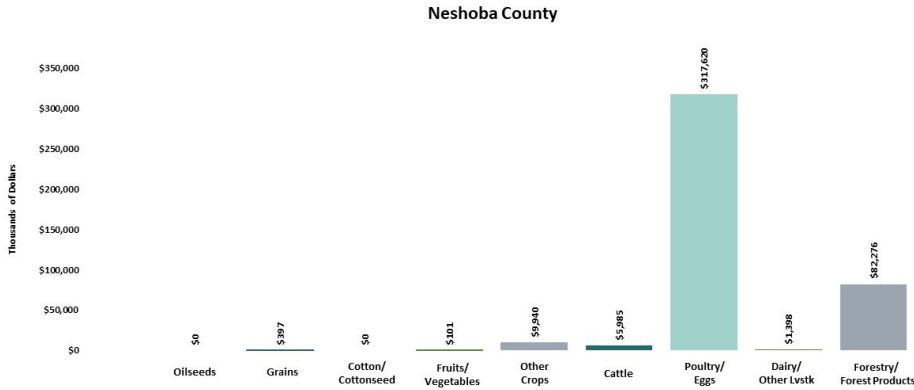 Neshoba County
Thousands of Dollars
$350,000
$300,000
$250,000
$200,000
$150,000
$100,000
$50,000
$0
$0
$397
$0
$101
$9,940
$5,985
$317,620
$1,398
$82,276
Oilseeds
Grains
Cotton/
Cottonseed
Fruits/
Vegetables
Other
Crops
Cattle
Poultry/
Eggs
Dairy/
Other Lvstk
Forestry/
Forest Products